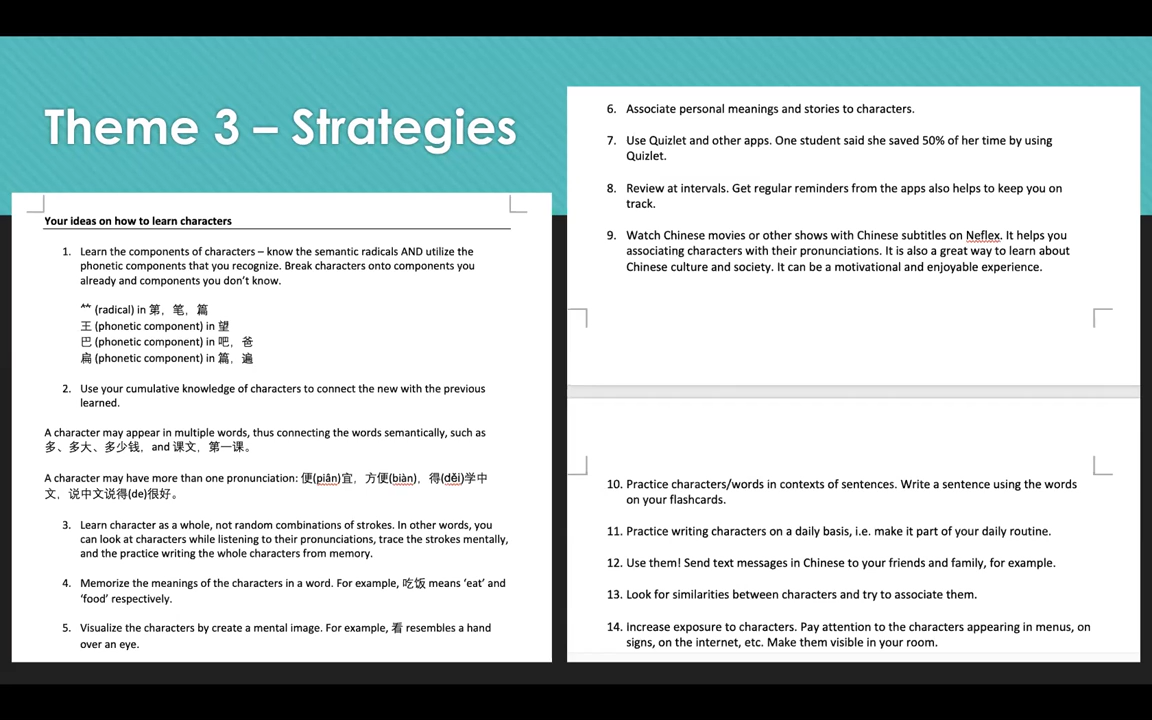 Theme 3 – Strategies
Your ideas on how to learn characters
1. Learn the components of characters – know the semantic radicals AND utilize the
phonetic components that you recognize. Break characters onto components you
already and components you don't know.
⺮ (radical) in 第，笔，篇
王 (phonetic component) in 望
巴 (phonetic component) in 吧，爸
扁 (phonetic component) in 篇，遍
2. Use your cumulative knowledge of characters to connect the new with the previous
learned.
A character may appear in multiple words, thus connecting the words semantically, such as
多、多大、多少钱，and 课文，第一课。
A character may have more than one pronunciation: 便(piân)宜，方便(biàn)，得(děi)学中
文，说中文说得(de)很好。
3. Learn character as a whole, not random combinations of strokes. In other words, you
can look at characters while listening to their pronunciations, trace the strokes mentally,
and the practice writing the whole characters from memory.
4. Memorize the meanings of the characters in a word. For example, 吃饭 means 'eat' and
'food' respectively.
5. Visualize the characters by create a mental image. For example, 看 resembles a hand
over an eye.
6. Associate personal meanings and stories to characters.
7. Use Quizlet and other apps. One student said she saved 50% of her time by using
Quizlet.
8. Review at intervals. Get regular reminders from the apps also helps to keep you on
track.
9. Watch Chinese movies or other shows with Chinese subtitles on Neflex. It helps you
associating characters with their pronunciations. It is also a great way to learn about
Chinese culture and society. It can be a motivational and enjoyable experience.
10. Practice characters/words in contexts of sentences. Write a sentence using the words
on your flashcards.
11. Practice writing characters on a daily basis, i.e. make it part of your daily routine.
12. Use them! Send text messages in Chinese to your friends and family, for example.
13. Look for similarities between characters and try to associate them.
14. Increase exposure to characters. Pay attention to the characters appearing in menus, on
signs, on the internet, etc. Make them visible in your room.